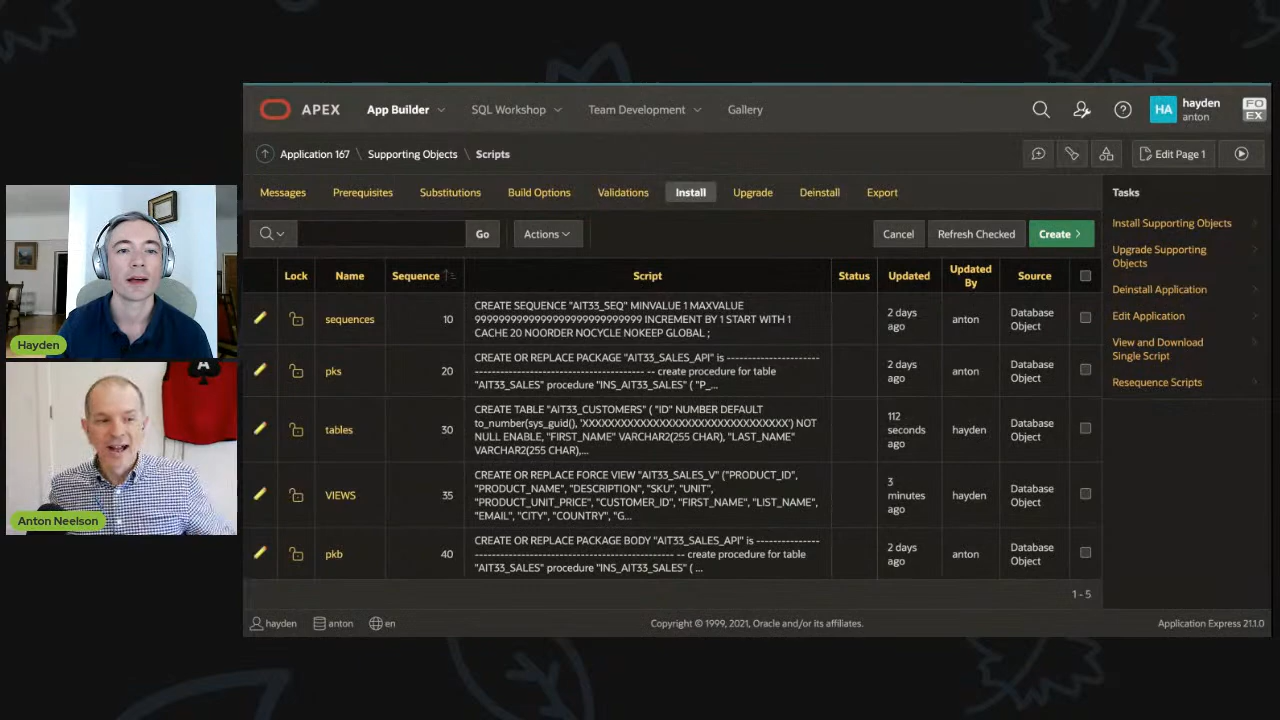 APEX
App Builder
SQL Workshop
Team Development
Gallery
HA
hayden
anton
FO
EX
Application 167 \ Supporting Objects \ Scripts
Edit Page 1
Messages
Prerequisites
Substitutions
Build Options
Validations
Install
Upgrade
Deinstall
Export
Tasks
Go
Actions
Cancel
Refresh Checked
Create
Install Supporting Objects
Upgrade Supporting
Objects
Deinstall Application
Edit Application
View and Download
Single Script
Resequence Scripts
Lock
Name
Sequence
Script
Status
Updated
Updated
By
Source
sequences
10
CREATE SEQUENCE "AIT33_SEQ" MINVALUE 1 MAXVALUE
9999999999999999999999999999 INCREMENT BY 1 START WITH 1
CACHE 20 NOORDER NOCYCLE NOKEEP GLOBAL ;
2 days
ago
anton
Database
Object
pks
20
CREATE OR REPLACE PACKAGE "AIT33_SALES_API" is -----------------------
------------------------------------------------ -- create procedure for table
"AIT33_SALES" procedure "INS_AIT33_SALES" ( "P_...
2 days
ago
anton
Database
Object
tables
30
CREATE TABLE "AIT33_CUSTOMERS" ( "ID" NUMBER DEFAULT
to_number(sys_guid(), 'XXXXXXXXXXXXXXXXXXXXXXXXXXXXXXXX') NOT
NULL ENABLE, "FIRST_NAME" VARCHAR2(255 CHAR), "LAST_NAME"
VARCHAR2(255 CHAR),...
112
seconds
ago
hayden
Database
Object
VIEWS
35
CREATE OR REPLACE FORCE VIEW "AIT33_SALES_V" ("PRODUCT_ID",
"PRODUCT_NAME", "DESCRIPTION", "SKU", "UNIT",
"PRODUCT_UNIT_PRICE", "CUSTOMER_ID", "FIRST_NAME", "LIST_NAME",
"EMAIL", "CITY", "COUNTRY", "G...
3
minutes
ago
hayden
Database
Object
pkb
40
CREATE OR REPLACE PACKAGE BODY "AIT33_SALES_API" is ------------
------------------------------------------------ -- create procedure for table
"AIT33_SALES" procedure "INS_AIT33_SALES" ( ...
2 days
ago
anton
Database
Object
1 - 5
hayden
anton
en
Copyright © 1999, 2021, Oracle and/or its affiliates.
Application Express 21.1.0
Hayden
A
Anton Neelson